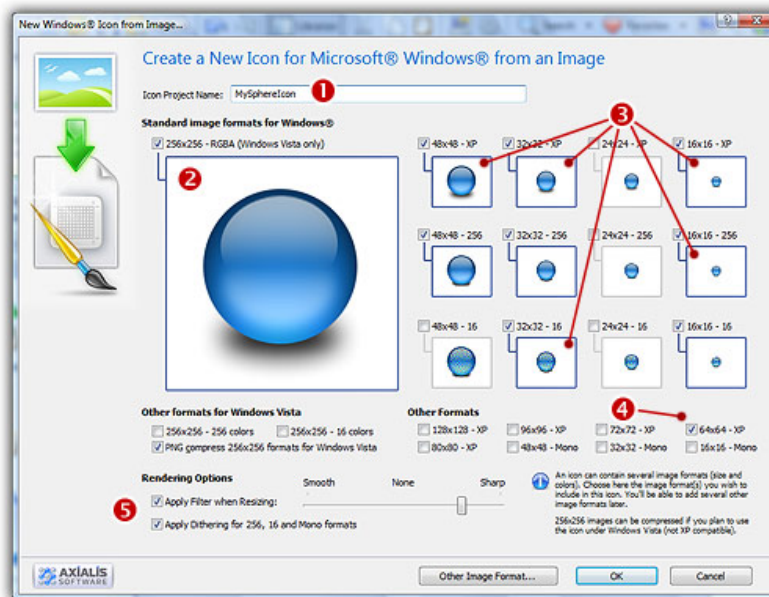 New Windows® Icon from Image...
Create a New Icon for Microsoft® Windows® from an Image
Icon Project Name: MySphereIcon 1
Standard image formats for Windows®
3
256x256 - RGBA (Windows Vista only)
48x48 - XP 32x32 - XP 24x24 - XP 16x16 - XP
2
48x48 - 256 32x32 - 256 24x24 - 256 16x16 - 256
48x48 - 16 32x32 - 16 24x24 - 16 16x16 - 16
Other formats for Windows Vista
256x256 - 256 colors 256x256 - 16 colors
PNG compress 256x256 formats for Windows Vista
Other Formats
4
128x128 - XP 96x96 - XP 72x72 - XP 64x64 - XP
80x80 - XP 48x48 - Mono 32x32 - Mono 16x16 - Mono
Rendering Options
Smooth None Sharp
5
Apply Filter when Resizing:
Apply Dithering for 256, 16 and Mono formats
An icon can contain several image formats (size and
colors). Choose here the image format(s) you wish to
include in this icon. You'll be able to add several other
image formats later.
256x256 images can be compressed if you plan to use
the icon under Windows Vista (not XP compatible).
AXIALIS
SOFTWARE
Other Image Format... OK Cancel